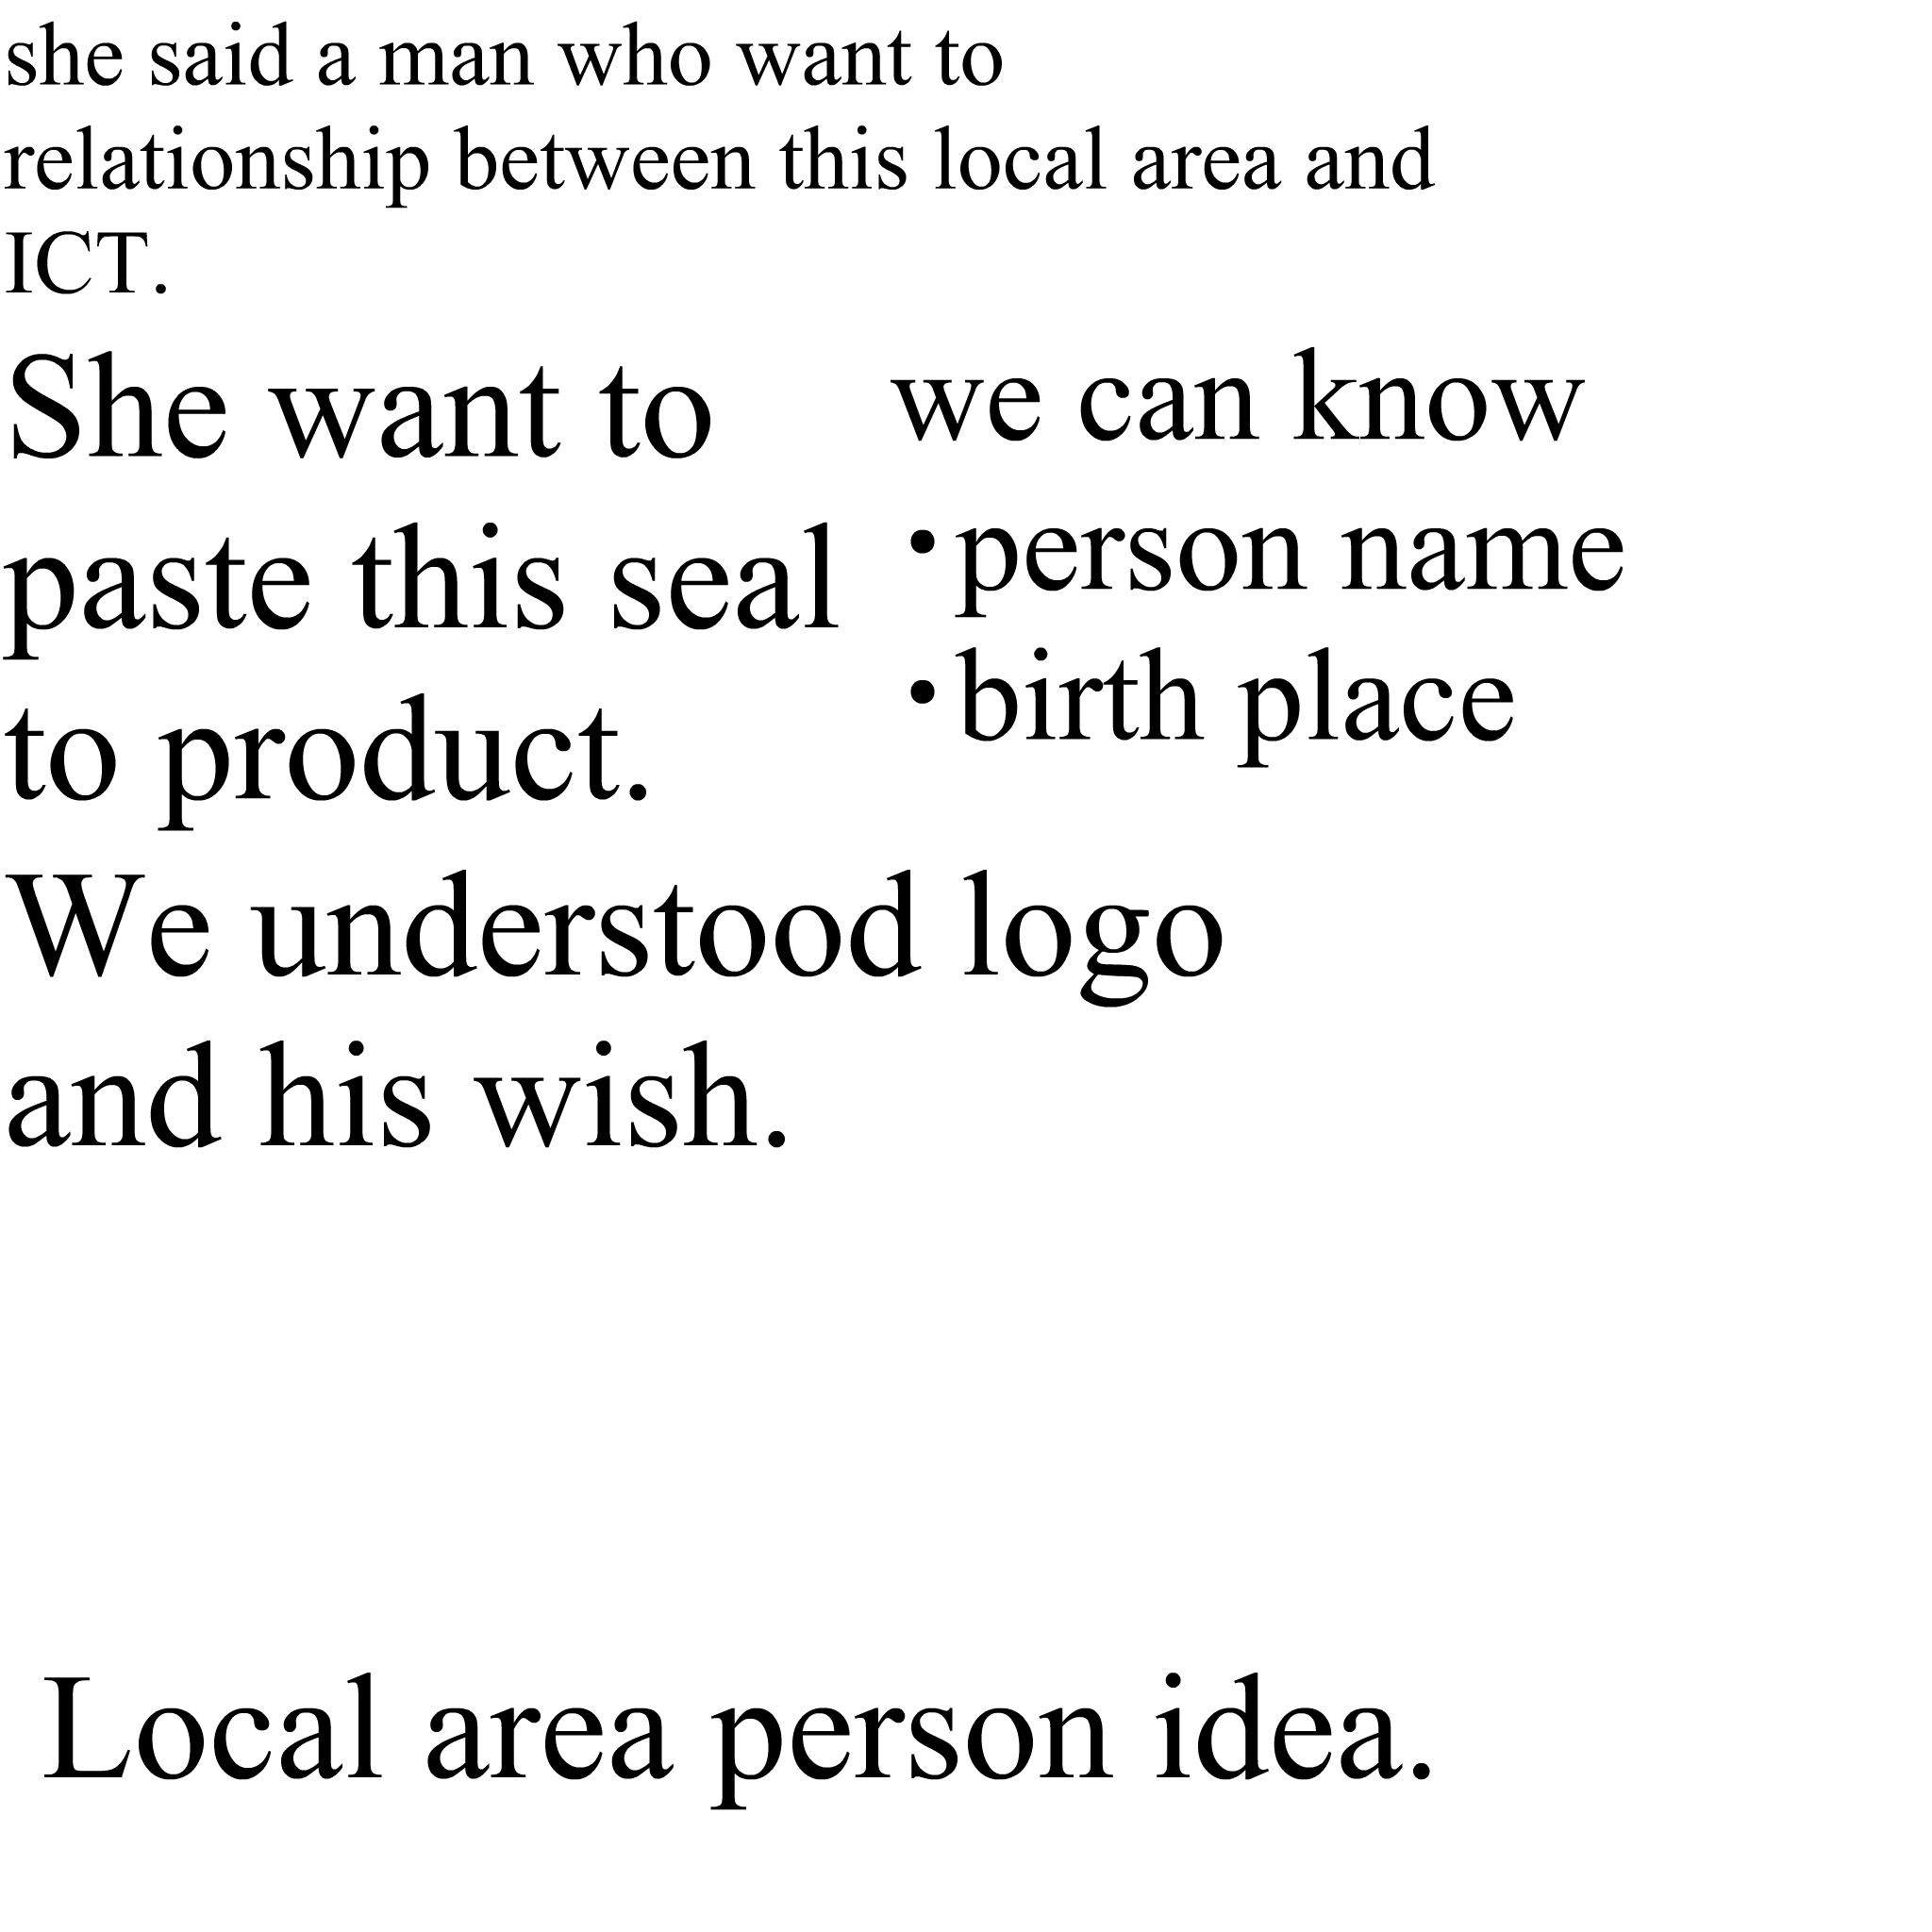 she said a man who want to
relationship between this local area and
ICT.
She want to
paste this seal
to product.
we can know
•person name
•birth place
We understood logo
and his wish.
Local area person idea.